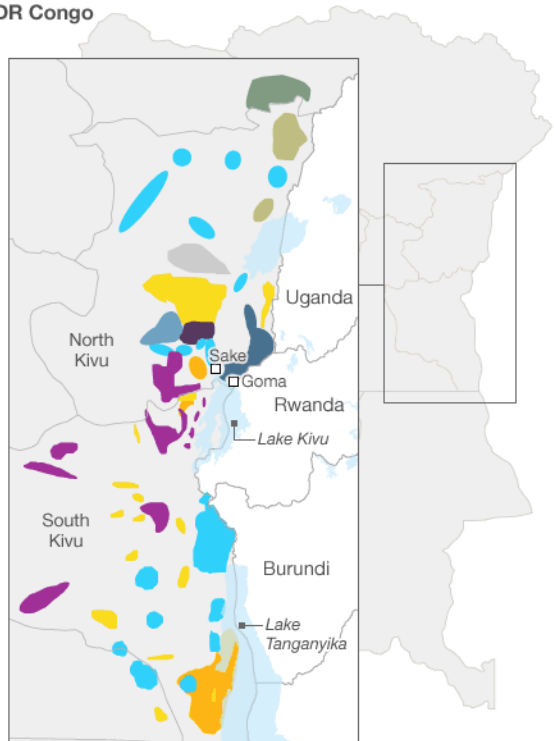 DR Congo
Uganda
North
Kivu
Sake
Goma
Rwanda
Lake Kivu
South
Kivu
Burundi
Lake
Tanganyika